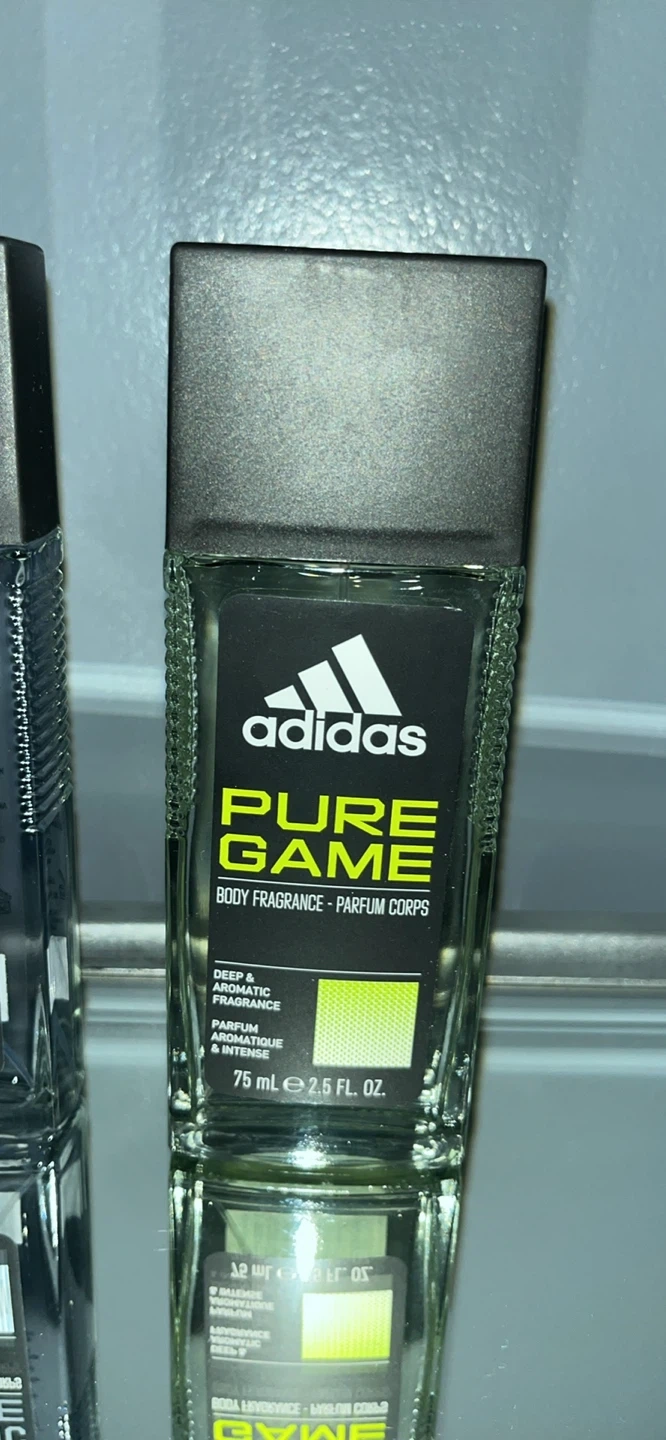 adidas
PURE
GAME
BODY FRAGRANCE - PARFUM CORPS
DEEP &
AROMATIC
FRAGRANCE
PARFUM
AROMATIQUE
& INTENSE
75 mL ℮ 2.5 FL. OZ.